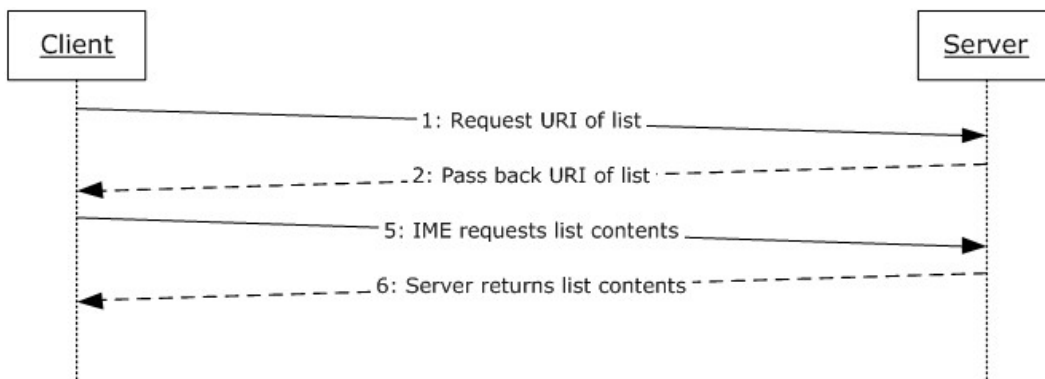 Client
Server
1: Request URI of list
2: Pass back URI of list
5: IME requests list contents
6: Server returns list contents